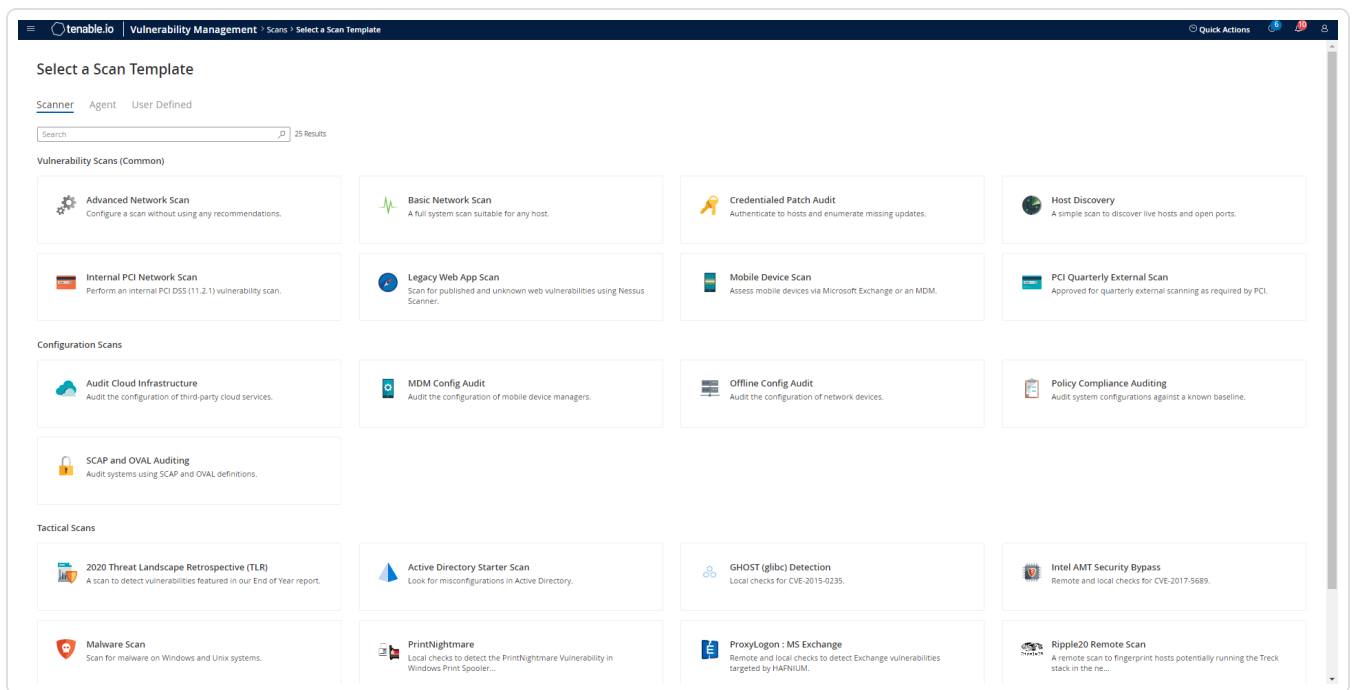 tenable.io Vulnerability Management > Scans > Select a Scan Template Quick Actions 6 10
Select a Scan Template
Scanner Agent User Defined
Search 25 Results
Vulnerability Scans (Common)
Advanced Network Scan
Configure a scan without using any recommendations.
Basic Network Scan
A full system scan suitable for any host.
Credentialed Patch Audit
Authenticate to hosts and enumerate missing updates.
Host Discovery
A simple scan to discover live hosts and open ports.
Internal PCI Network Scan
Perform an internal PCI DSS (11.2.1) vulnerability scan.
Legacy Web App Scan
Scan for published and unknown web vulnerabilities using Nessus
Scanner.
Mobile Device Scan
Assess mobile devices via Microsoft Exchange or an MDM.
PCI Quarterly External Scan
Approved for quarterly external scanning as required by PCI.
Configuration Scans
Audit Cloud Infrastructure
Audit the configuration of third-party cloud services.
MDM Config Audit
Audit the configuration of mobile device managers.
Offline Config Audit
Audit the configuration of network devices.
Policy Compliance Auditing
Audit system configurations against a known baseline.
SCAP and OVAL Auditing
Audit systems using SCAP and OVAL definitions.
Tactical Scans
2020 Threat Landscape Retrospective (TLR)
A scan to detect vulnerabilities featured in our End of Year report.
Active Directory Starter Scan
Look for misconfigurations in Active Directory.
GHOST (glibc) Detection
Local checks for CVE-2015-0235.
Intel AMT Security Bypass
Remote and local checks for CVE-2017-5689.
Malware Scan
Scan for malware on Windows and Unix systems.
PrintNightmare
Local checks to detect the PrintNightmare Vulnerability in
Windows Print Spooler...
ProxyLogon : MS Exchange
Remote and local checks to detect Exchange vulnerabilities
targeted by HAFNIUM.
Ripple20 Remote Scan
A remote scan to fingerprint hosts potentially running the Treck
stack in the ne...